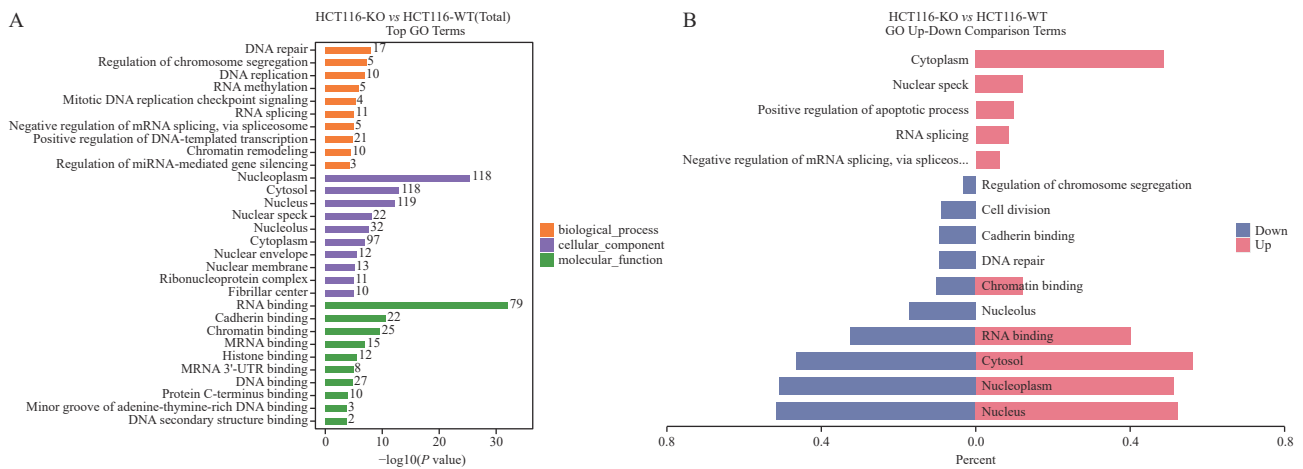 A
HCT116-KO vs HCT116-WT(Total)
Top GO Terms
DNA repair 17
Regulation of chromosome segregation 5
DNA replication 10
RNA methylation 5
Mitotic DNA replication checkpoint signaling 4
RNA splicing 11
Negative regulation of mRNA splicing, via spliceosome 5
Positive regulation of DNA-templated transcription 21
Chromatin remodeling 10
Regulation of miRNA-mediated gene silencing 3
Nucleoplasm 118
Cytosol 118
Nucleus 119
Nuclear speck 22
Nucleolus 32
Cytoplasm 97
Nuclear envelope 12
Nuclear membrane 13
Ribonucleoprotein complex 11
Fibrillar center 10
RNA binding 79
Cadherin binding 22
Chromatin binding 25
MRNA binding 15
Histone binding 12
MRNA 3'-UTR binding 8
DNA binding 27
Protein C-terminus binding 10
Minor groove of adenine-thymine-rich DNA binding 3
DNA secondary structure binding 2
0 10 20 30
−log10(P value)
biological_process
cellular_component
molecular_function
B
HCT116-KO vs HCT116-WT
GO Up-Down Comparison Terms
Cytoplasm
Nuclear speck
Positive regulation of apoptotic process
RNA splicing
Negative regulation of mRNA splicing, via spliceos...
Regulation of chromosome segregation
Cell division
Cadherin binding
DNA repair
Chromatin binding
Nucleolus
RNA binding
Cytosol
Nucleoplasm
Nucleus
0.8 0.4 0.0 0.4 0.8
Percent
Down
Up